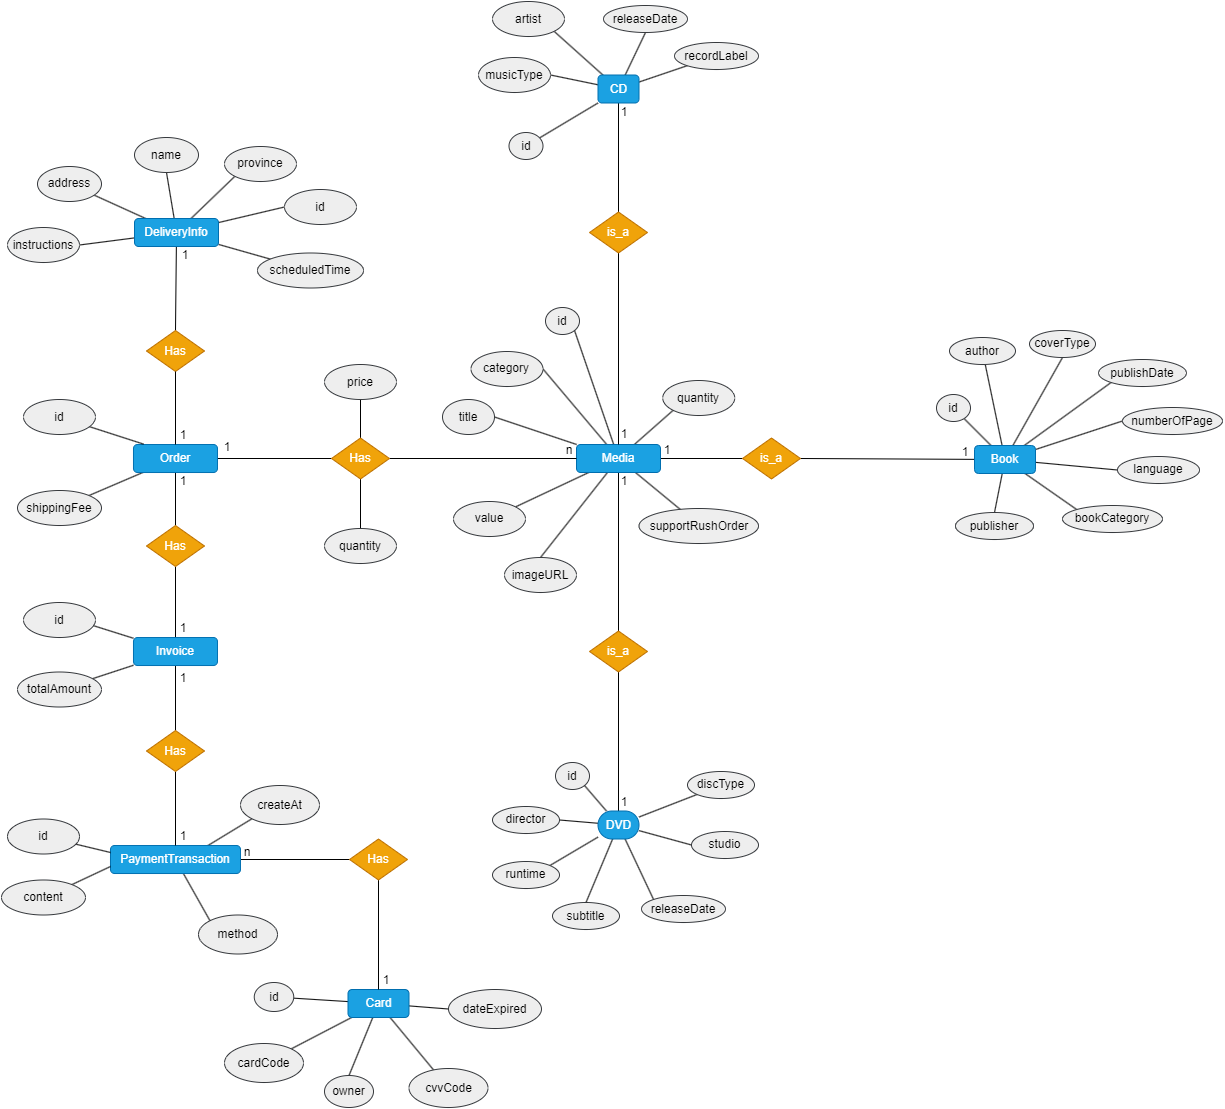 artist
releaseDate
recordLabel
musicType
CD
1
id
is_a
name
province
address
id
DeliveryInfo
instructions
1
scheduledTime
Has
id
category
quantity
title
price
id
1
1
Order
1
Has
n
Media
1
is_a
1
Book
author
coverType
publishDate
id
numberOfPage
language
bookCategory
publisher
shippingFee
1
quantity
value
1
supportRushOrder
imageURL
Has
id
1
Invoice
totalAmount
1
is_a
Has
id
discType
1
director
DVD
studio
runtime
subtitle
releaseDate
createAt
id
1
PaymentTransaction
n
Has
content
method
1
id
Card
dateExpired
cardCode
owner
cvvCode